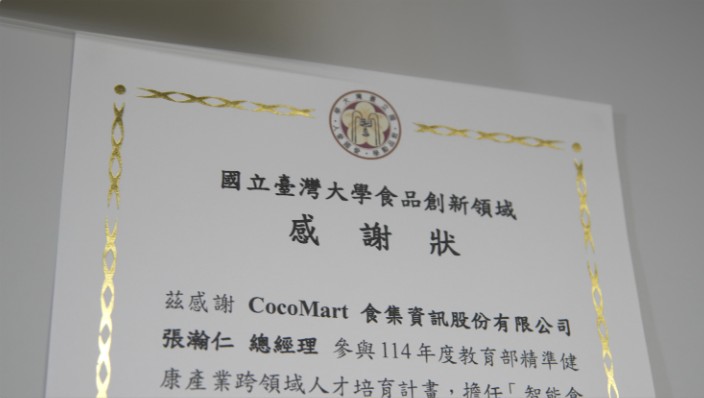 國立臺灣大學食品創新領域
感謝狀
茲感謝 CocoMart 食集資訊股份有限公司
張瀚仁 總經理 參與114年度教育部精準健
康產業跨領域人才培育計畫，擔任「智能食